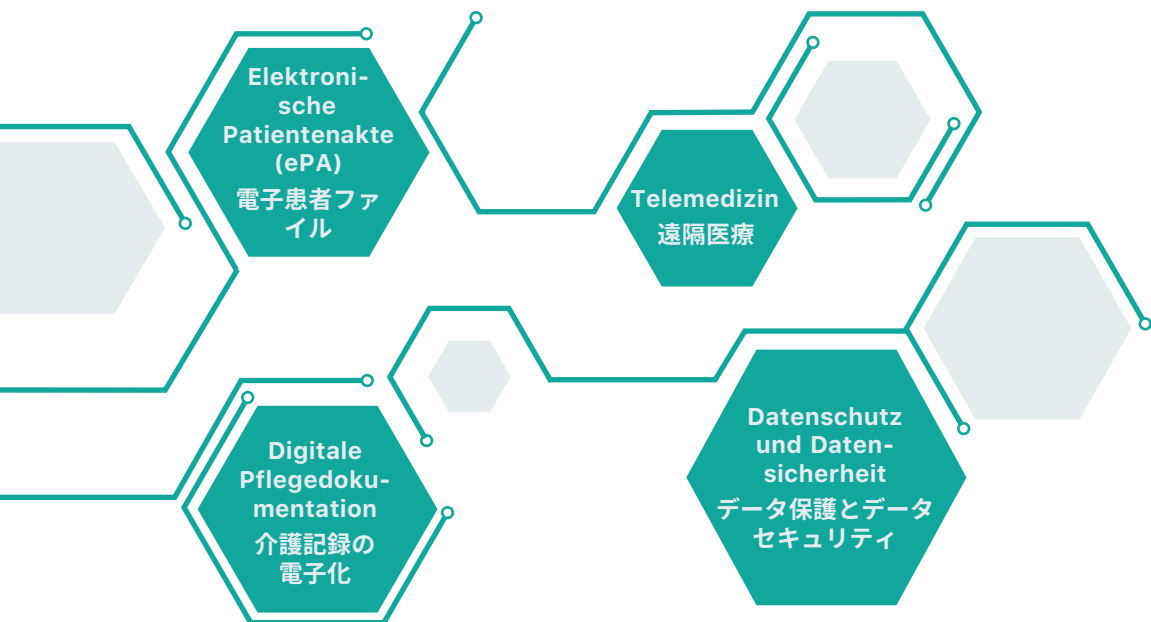 Elektroni-
sche
Patientenakte
(ePA)
電子患者ファ
イル
Telemedizin
遠隔医療
Digitale
Pflegedoku-
mentation
介護記録の
電子化
Datenschutz
und Daten-
sicherheit
データ保護とデータ
セキュリティ